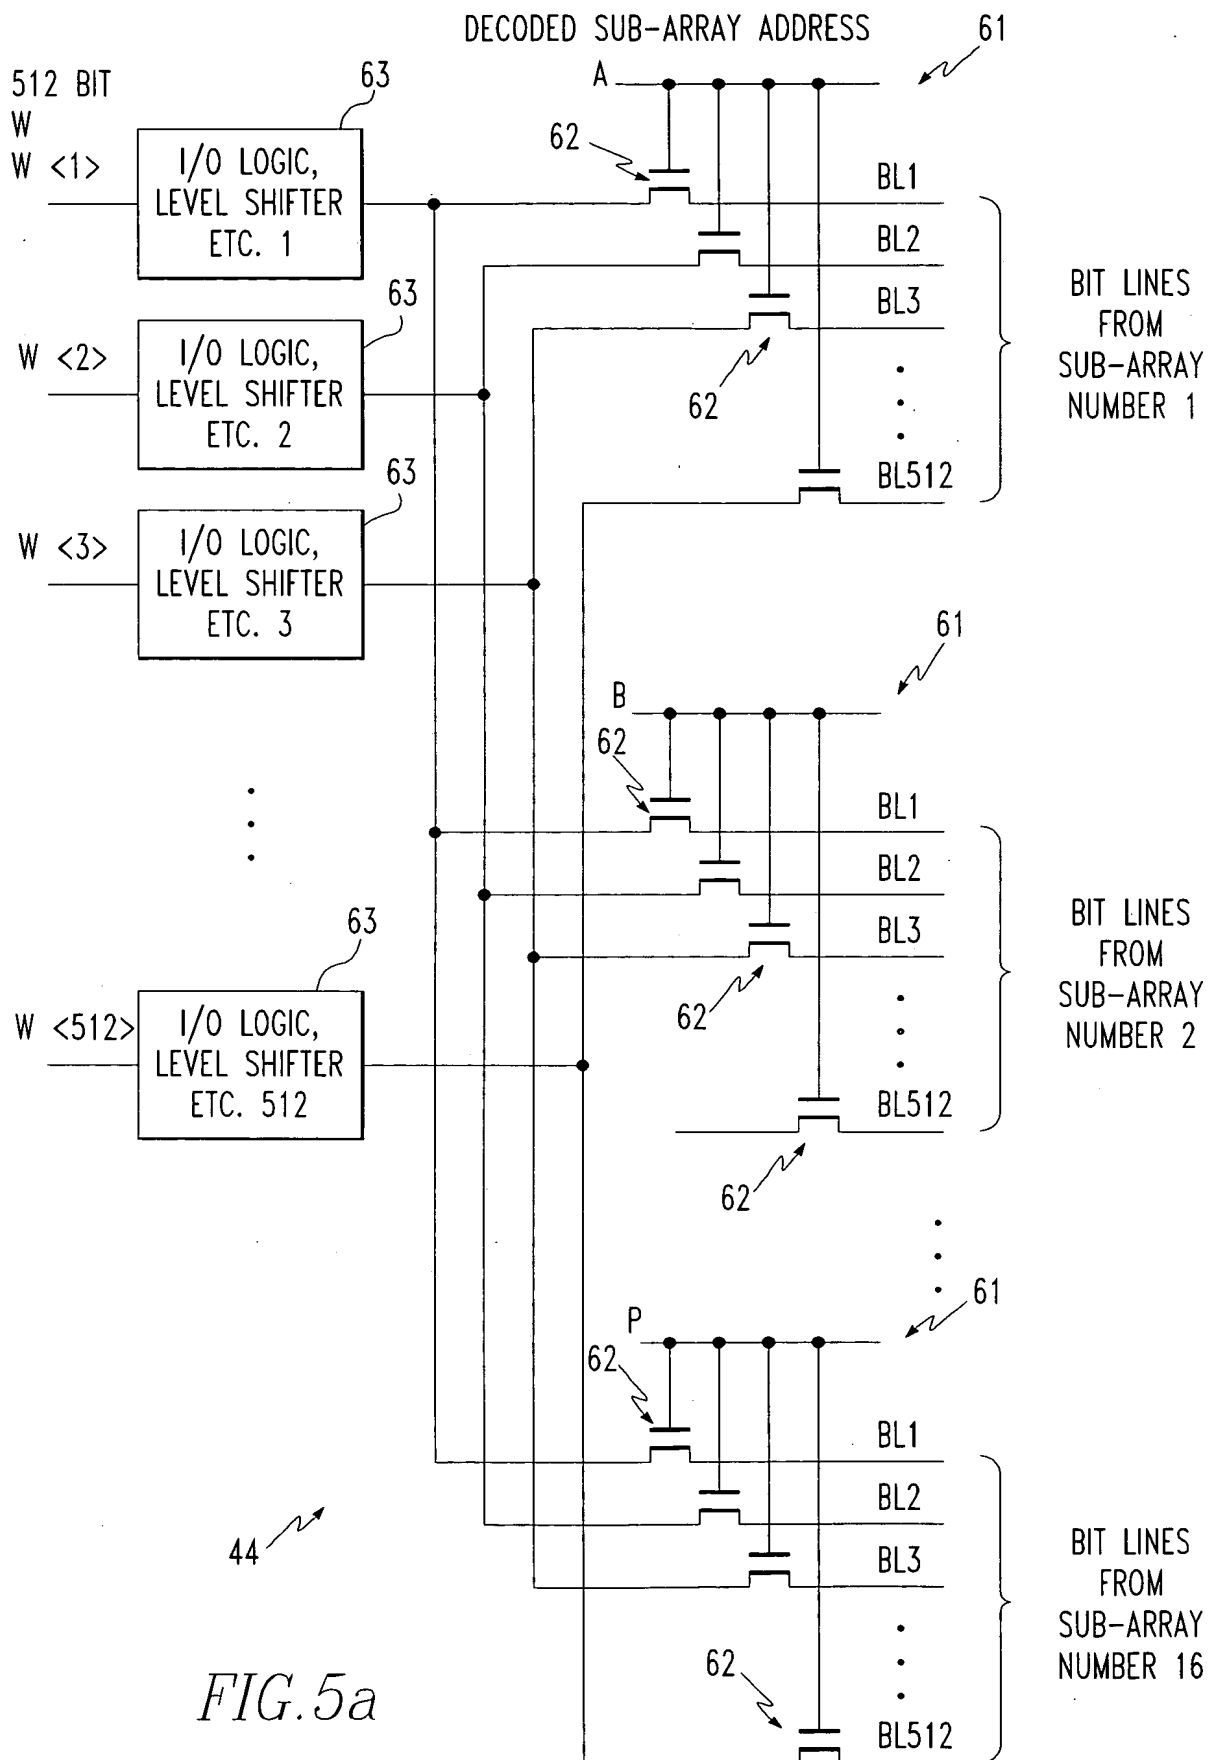 DECODED SUB-ARRAY ADDRESS
61
512 BIT
W
W <1>
63
I/O LOGIC,
LEVEL SHIFTER
ETC. 1
A
62
BL1
BL2
BL3
62
BL512
BIT LINES
FROM
SUB-ARRAY
NUMBER 1
63
W <2>
I/O LOGIC,
LEVEL SHIFTER
ETC. 2
63
W <3>
I/O LOGIC,
LEVEL SHIFTER
ETC. 3
61
B
62
BL1
BL2
BL3
62
BL512
62
BIT LINES
FROM
SUB-ARRAY
NUMBER 2
63
W <512>
I/O LOGIC,
LEVEL SHIFTER
ETC. 512
61
P
62
BL1
BL2
BL3
62
BL512
BIT LINES
FROM
SUB-ARRAY
NUMBER 16
44
FIG.5a